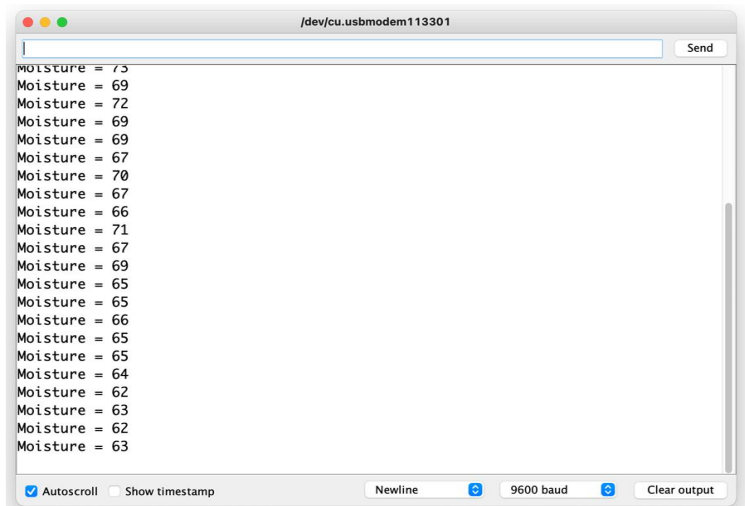 /dev/cu.usbmodem113301
Send
Moisture = 73
Moisture = 69
Moisture = 72
Moisture = 69
Moisture = 69
Moisture = 67
Moisture = 70
Moisture = 67
Moisture = 66
Moisture = 71
Moisture = 67
Moisture = 69
Moisture = 65
Moisture = 65
Moisture = 66
Moisture = 65
Moisture = 65
Moisture = 64
Moisture = 62
Moisture = 63
Moisture = 62
Moisture = 63
Autoscroll Show timestamp Newline 9600 baud Clear output